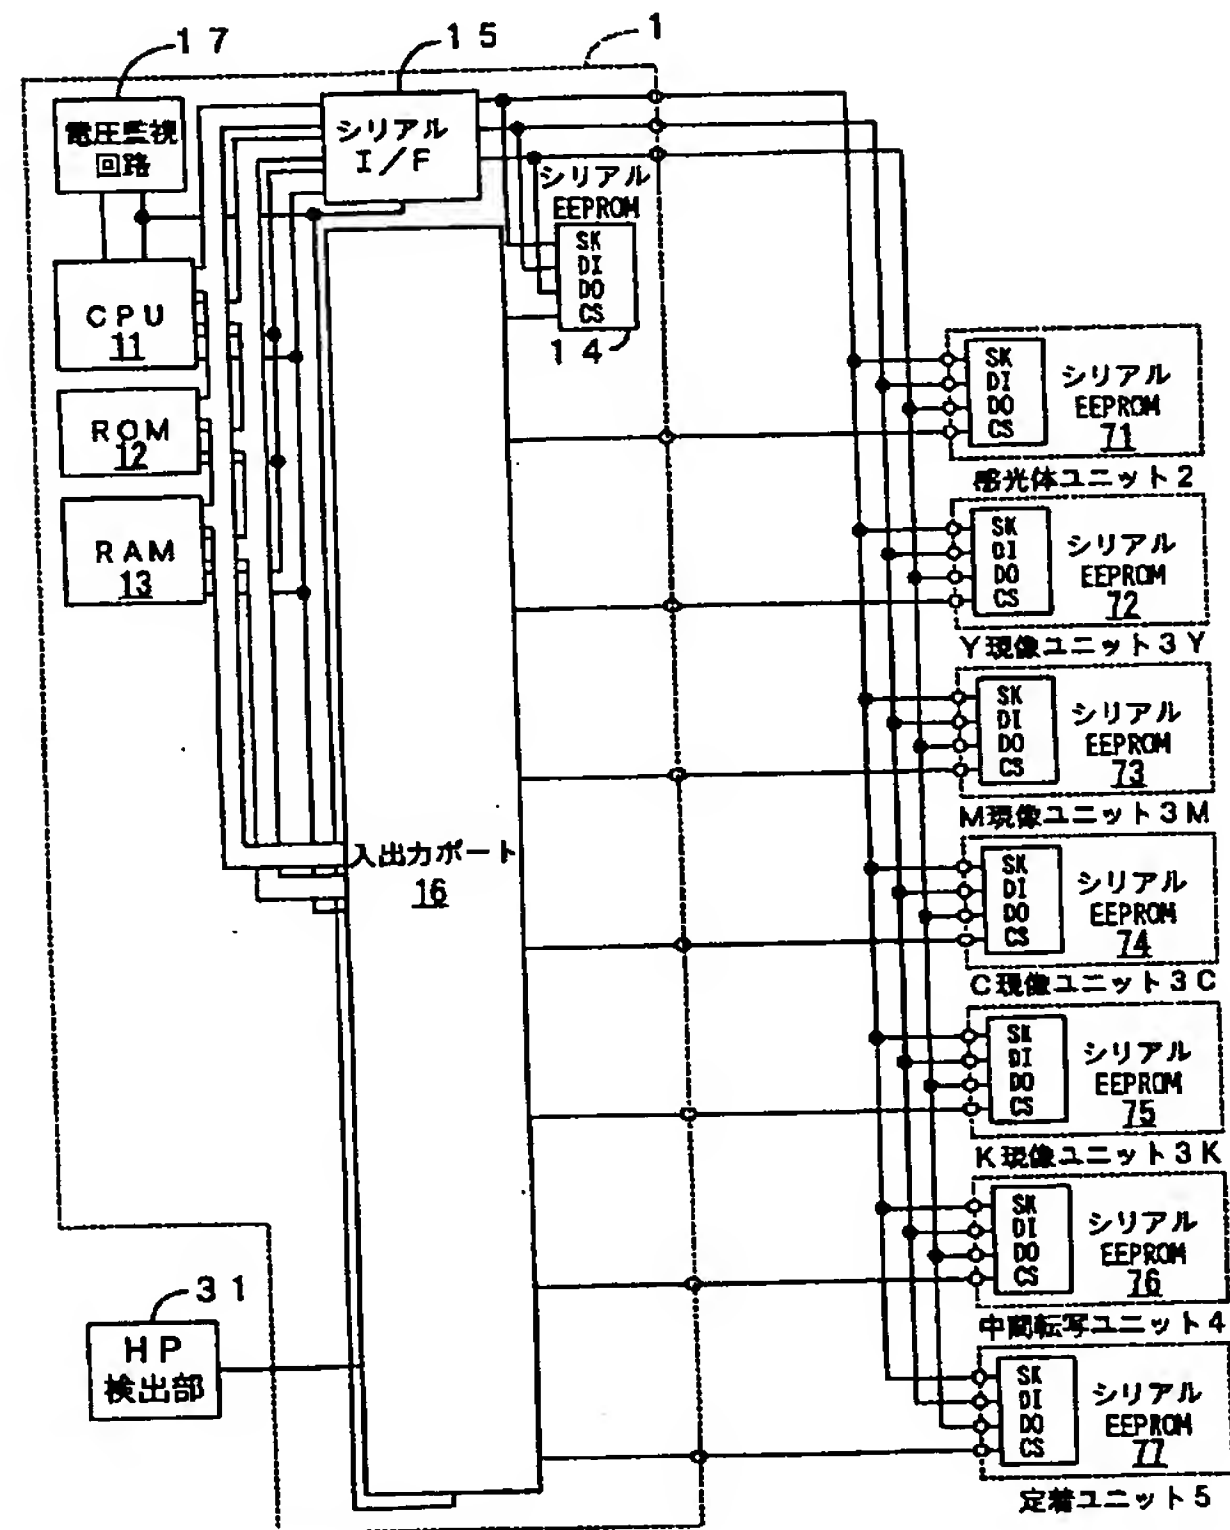 17
15
1
電圧監視
回路
シリアル
I/F
シリアル
EEPROM
SK
DI
DO
CS
14
CPU
11
ROM
12
RAM
13
入出力ポート
16
31
HP
検出部
SK
DI
DO
CS
シリアル
EEPROM
71
感光体ユニット2
SK
DI
DO
CS
シリアル
EEPROM
72
Y現像ユニット3Y
SK
DI
DO
CS
シリアル
EEPROM
73
M現像ユニット3M
SK
DI
DO
CS
シリアル
EEPROM
74
C現像ユニット3C
SK
DI
DO
CS
シリアル
EEPROM
75
K現像ユニット3K
SK
DI
DO
CS
シリアル
EEPROM
76
中間転写ユニット4
SK
DI
DO
CS
シリアル
EEPROM
77
定着ユニット5